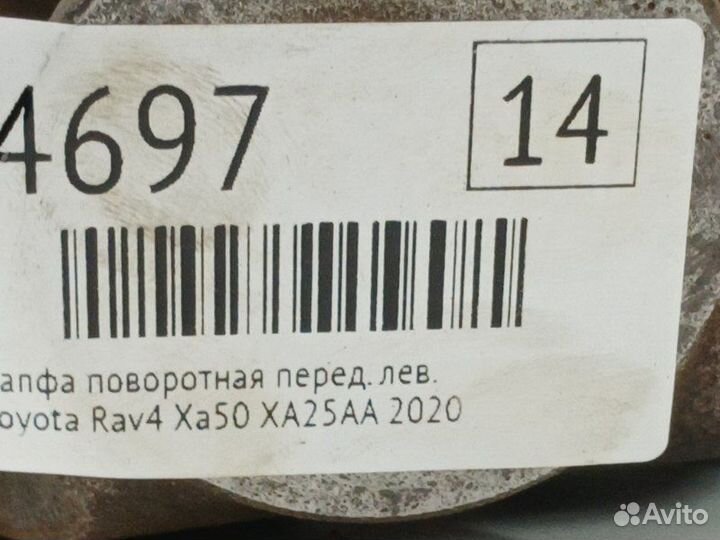 4697
14
апфа поворотная перед. лев.
oyota Rav4 Xa50 XA25AA 2020
Avito